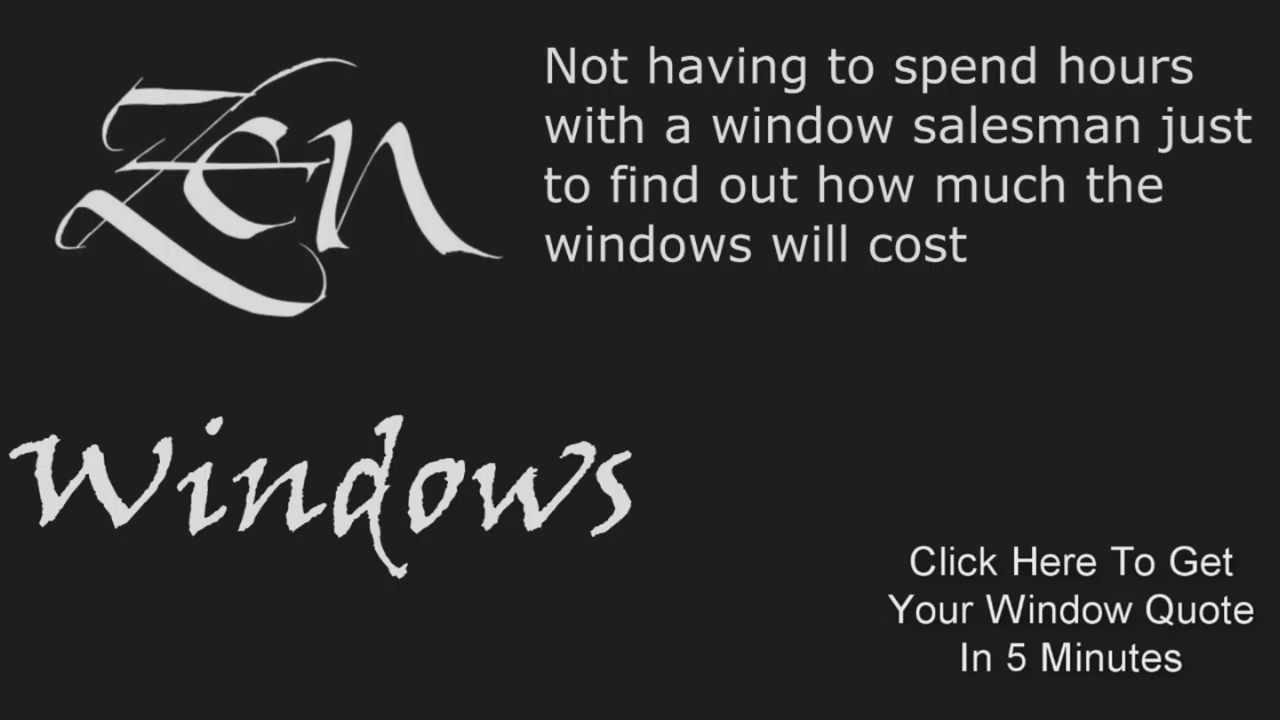 Zen
Not having to spend hours
with a window salesman just
to find out how much the
windows will cost
Windows
Click Here To Get
Your Window Quote
In 5 Minutes